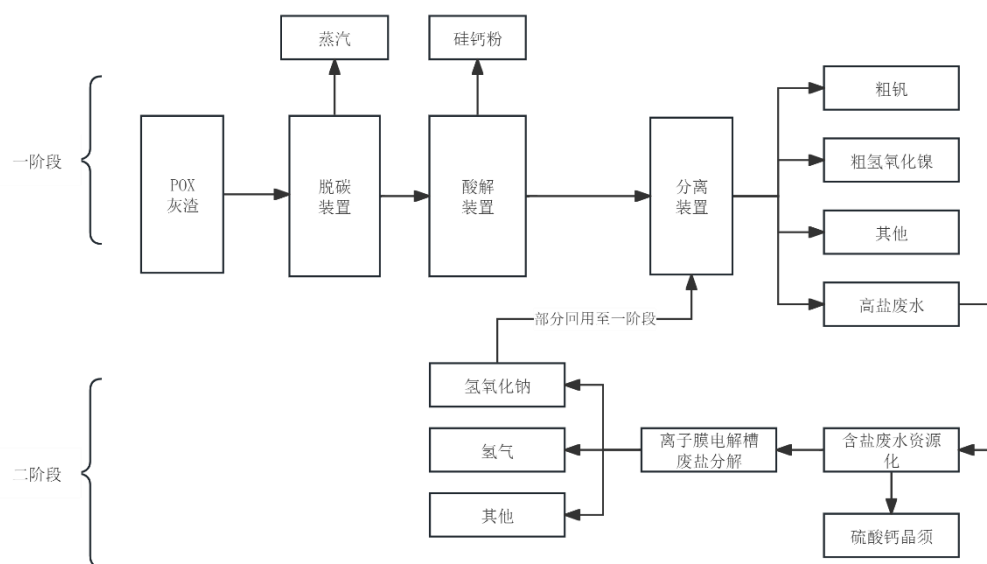 蒸汽
硅钙粉
一阶段
POX
灰渣
脱碳
装置
酸解
装置
分离
装置
粗钒
粗氢氧化镍
其他
高盐废水
部分回用至一阶段
二阶段
氢氧化钠
氢气
其他
离子膜电解槽
废盐分解
含盐废水资源
化
硫酸钙晶须